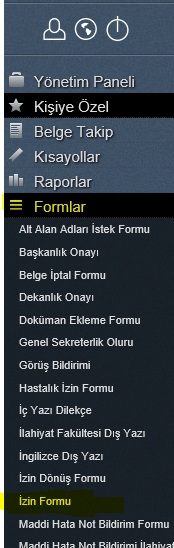 Yönetim Paneli
Kişiye Özel
Belge Takip
Kısayollar
Raporlar
Formlar
Alt Alan Adları İstek Formu
Başkanlık Onayı
Belge İptal Formu
Dekanlık Onayı
Doküman Ekleme Formu
Genel Sekreterlik Oluru
Görüş Bildirimi
Hastalık İzin Formu
İç Yazı Dilekçe
İlahiyat Fakültesi Dış Yazı
İngilizce Dış Yazı
İzin Dönüş Formu
İzin Formu
Maddi Hata Not Bildirim Formu
Maddi Hata Not Bildirimi İlahiyat